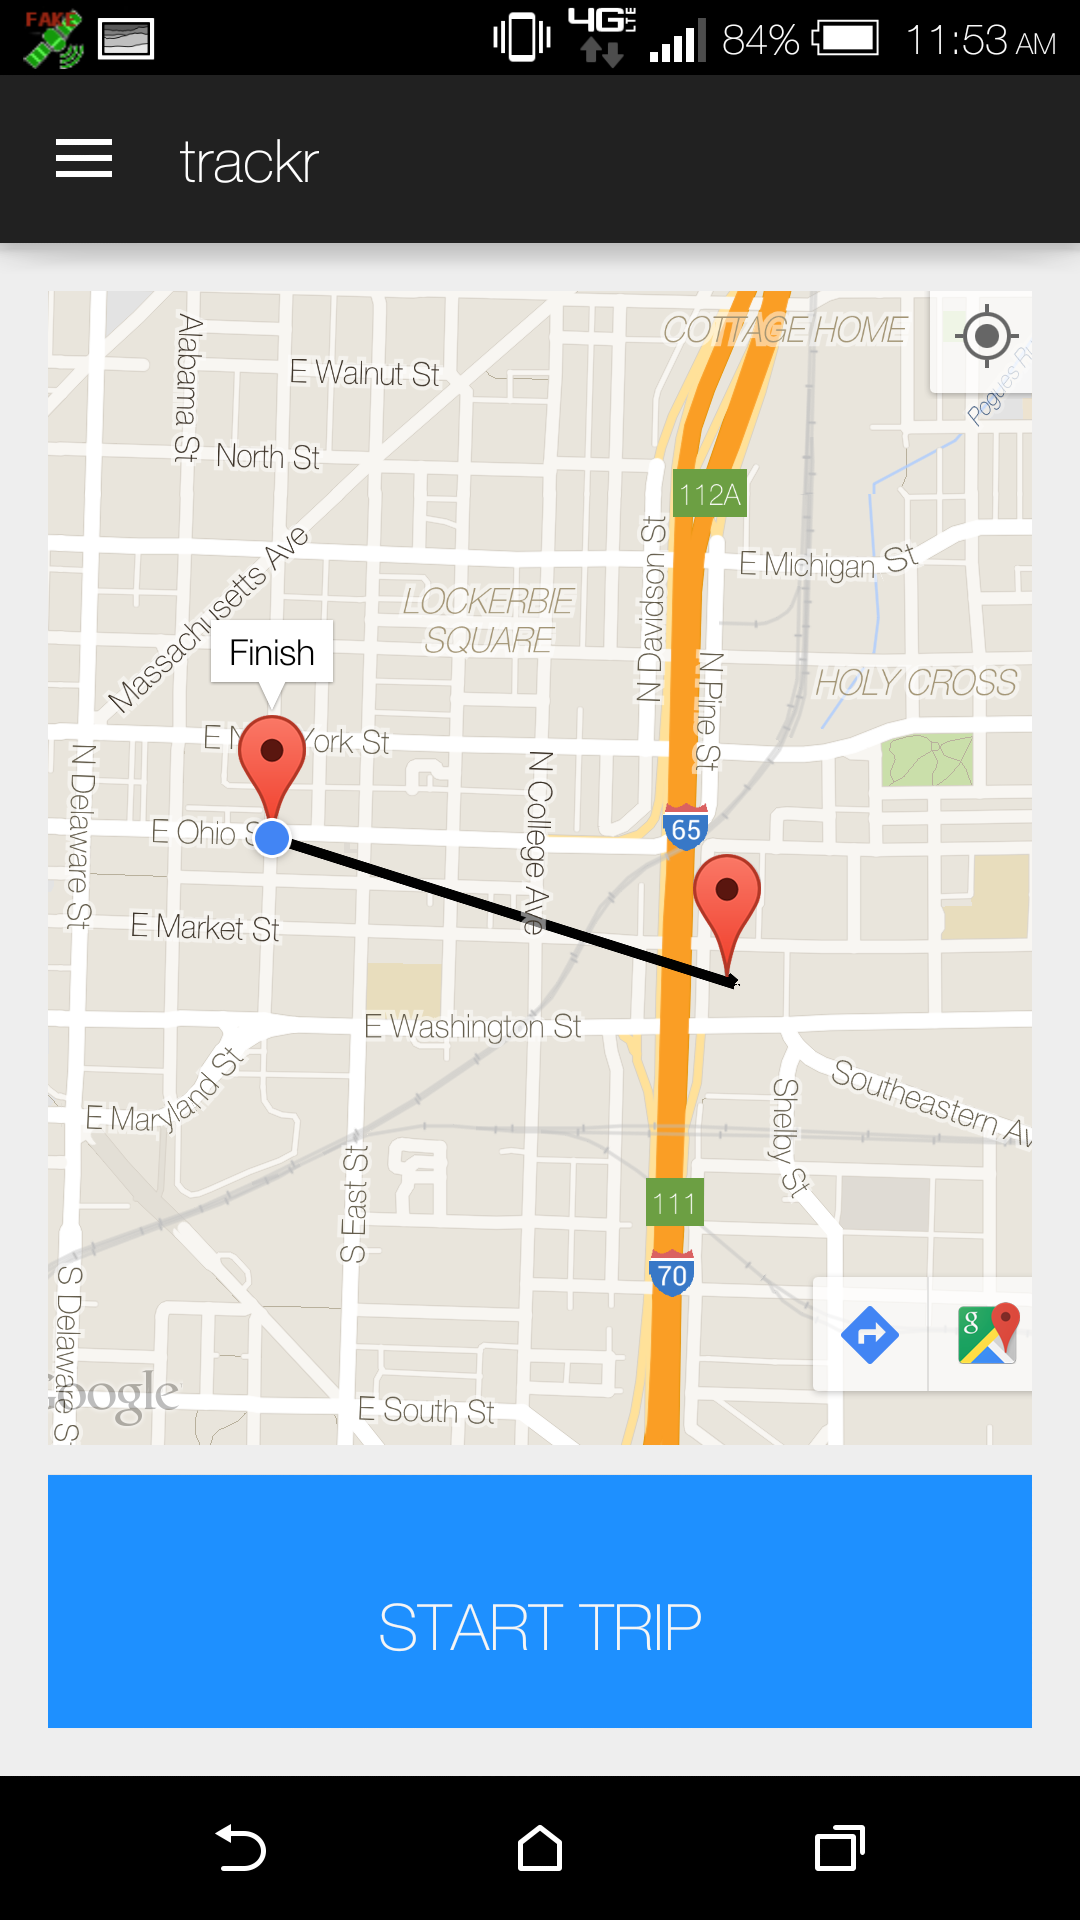 FAKE
4G LTE
84%
11:53 AM
trackr
COTTAGE HOME
Alabama St
E Walnut St
North St
112A
Massachusetts Ave
N Davidson St
E Michigan St
LOCKERBIE
SQUARE
Finish
N Pine St
HOLY CROSS
N Delaware St
N College Ave
E Ohio
65
E Market St
E Washington St
E Maryland St
Southeastern Av
Shelby St
S East St
111
70
g
S Delaware S
Google
E South St
START TRIP